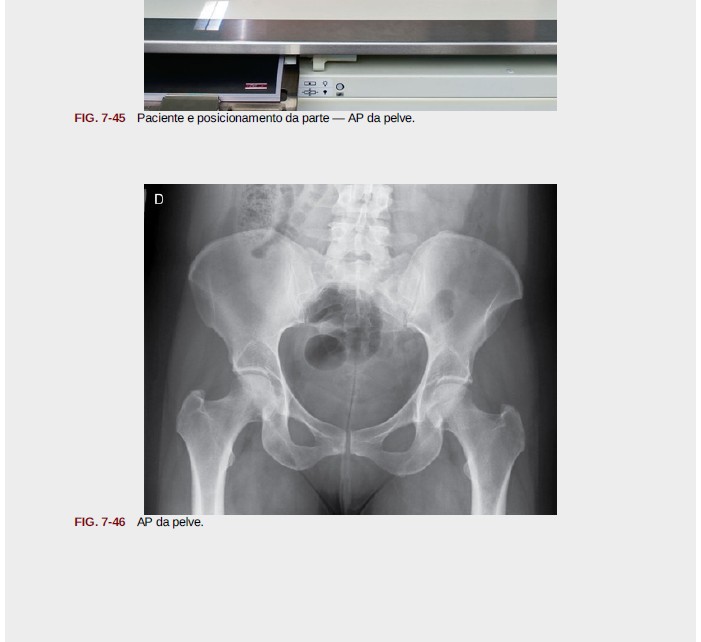 FIG. 7-45 Paciente e posicionamento da parte — AP da pelve.
D
FIG. 7-46 AP da pelve.